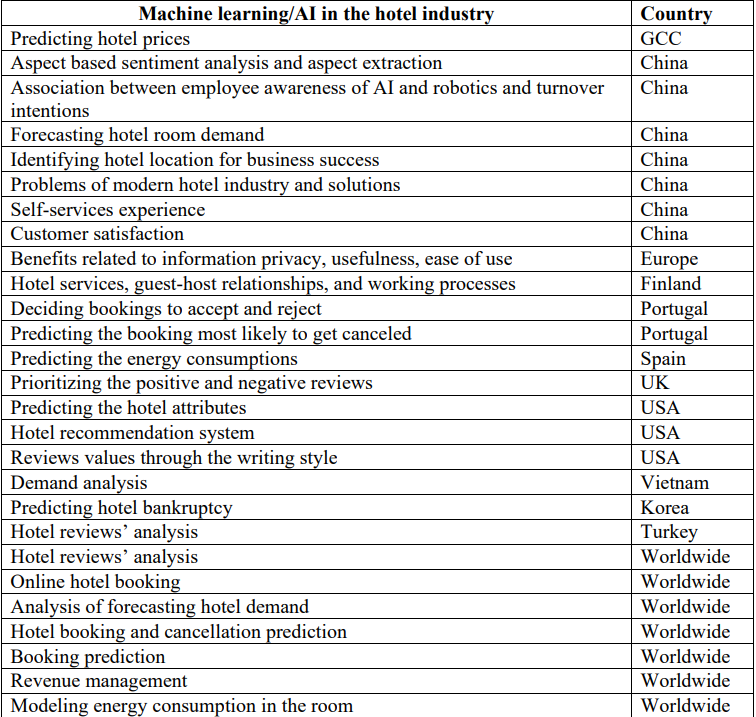 Machine learning/AI in the hotel industry Country
Predicting hotel prices GCC
Aspect based sentiment analysis and aspect extraction China
Association between employee awareness of AI and robotics and turnover China
intentions
Forecasting hotel room demand China
Identifying hotel location for business success China
Problems of modern hotel industry and solutions China
Self-services experience China
Customer satisfaction China
Benefits related to information privacy, usefulness, ease of use Europe
Hotel services, guest-host relationships, and working processes Finland
Deciding bookings to accept and reject Portugal
Predicting the booking most likely to get canceled Portugal
Predicting the energy consumptions Spain
Prioritizing the positive and negative reviews UK
Predicting the hotel attributes USA
Hotel recommendation system USA
Reviews values through the writing style USA
Demand analysis Vietnam
Predicting hotel bankruptcy Korea
Hotel reviews’ analysis Turkey
Hotel reviews’ analysis Worldwide
Online hotel booking Worldwide
Analysis of forecasting hotel demand Worldwide
Hotel booking and cancellation prediction Worldwide
Booking prediction Worldwide
Revenue management Worldwide
Modeling energy consumption in the room Worldwide